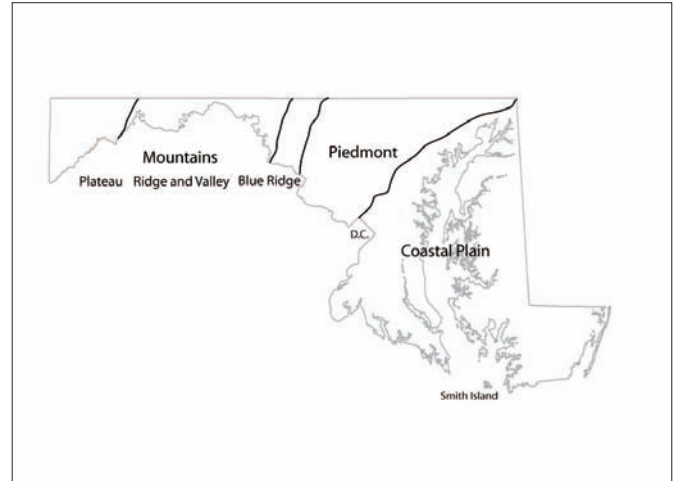 Mountains
Piedmont
Plateau Ridge and Valley Blue Ridge
D.C.
Coastal Plain
Smith Island